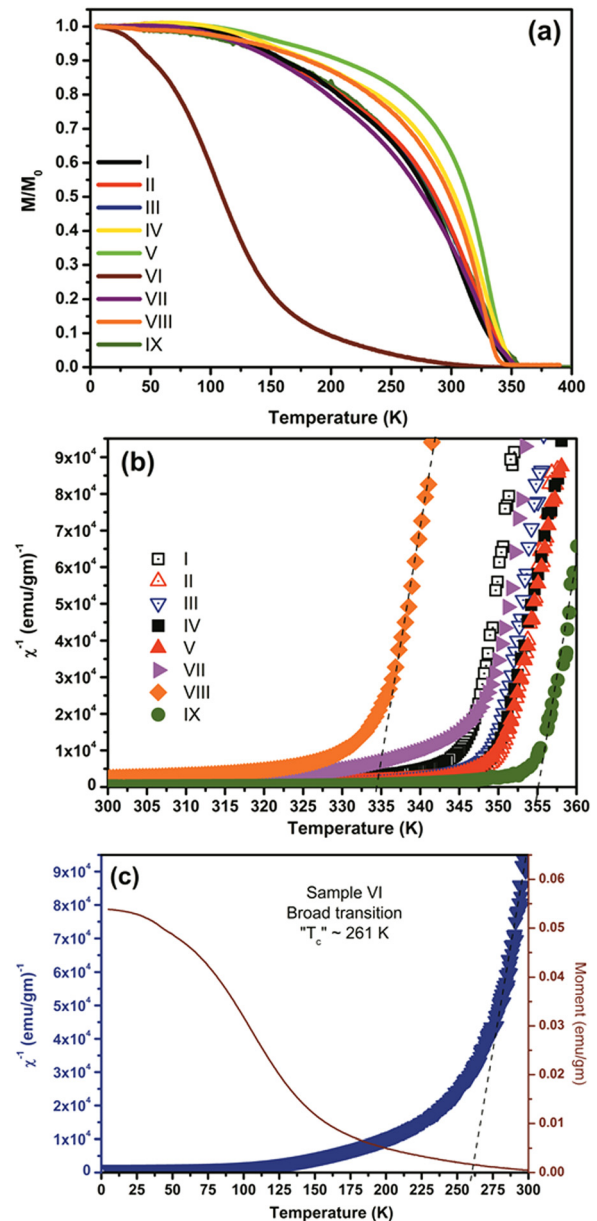 (a)
1.0
0.9
0.8
0.7
0.6
0.5
0.4
0.3
0.2
0.1
0.0
M/M0
I
II
III
IV
V
VI
VII
VIII
IX
0 50 100 150 200 250 300 350 400
Temperature (K)
(b)
9x10^4
8x10^4
7x10^4
6x10^4
5x10^4
4x10^4
3x10^4
2x10^4
1x10^4
0
χ^-1 (emu/gm)^-1
I
II
III
IV
V
VII
VIII
IX
300 305 310 315 320 325 330 335 340 345 350 355 360
Temperature (K)
(c)
Sample VI
Broad transition
"Tc" ~ 261 K
9x10^4
8x10^4
7x10^4
6x10^4
5x10^4
4x10^4
3x10^4
2x10^4
1x10^4
0
χ^-1 (emu/gm)^-1
0.06
0.05
0.04
0.03
0.02
0.01
0.00
Moment (emu/gm)
0 25 50 75 100 125 150 175 200 225 250 275 300
Temperature (K)